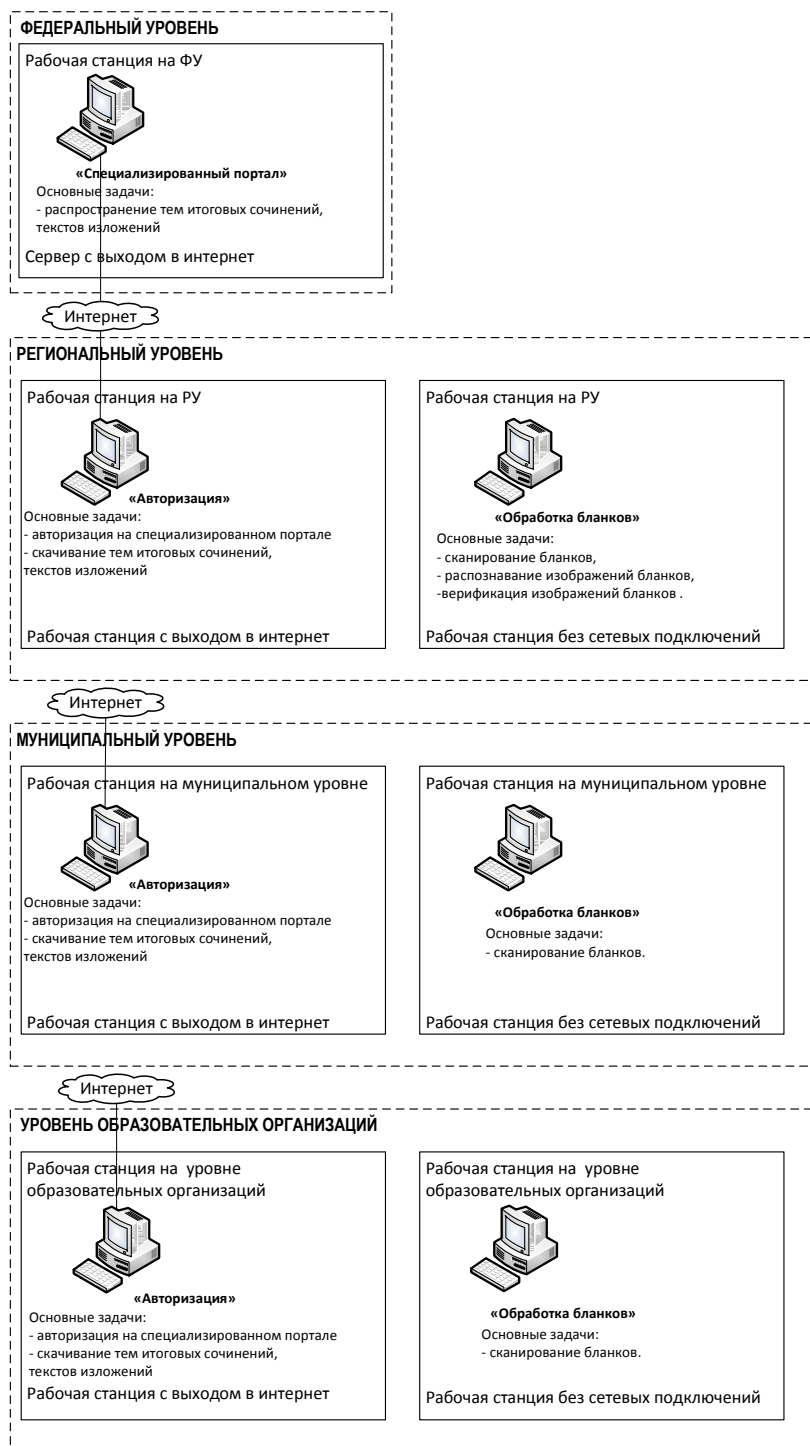 ФЕДЕРАЛЬНЫЙ УРОВЕНЬ
Рабочая станция на ФУ
«Специализированный портал»
Основные задачи:
- распространение тем итоговых сочинений,
текстов изложений
Сервер с выходом в интернет
Интернет
РЕГИОНАЛЬНЫЙ УРОВЕНЬ
Рабочая станция на РУ
«Авторизация»
Основные задачи:
- авторизация на специализированном портале
- скачивание тем итоговых сочинений,
текстов изложений
Рабочая станция с выходом в интернет
Рабочая станция на РУ
«Обработка бланков»
Основные задачи:
- сканирование бланков,
- распознавание изображений бланков,
-верификация изображений бланков .
Рабочая станция без сетевых подключений
Интернет
МУНИЦИПАЛЬНЫЙ УРОВЕНЬ
Рабочая станция на муниципальном уровне
«Авторизация»
Основные задачи:
- авторизация на специализированном портале
- скачивание тем итоговых сочинений,
текстов изложений
Рабочая станция с выходом в интернет
Рабочая станция на муниципальном уровне
«Обработка бланков»
Основные задачи:
- сканирование бланков.
Рабочая станция без сетевых подключений
Интернет
УРОВЕНЬ ОБРАЗОВАТЕЛЬНЫХ ОРГАНИЗАЦИЙ
Рабочая станция на уровне
образовательных организаций
«Авторизация»
Основные задачи:
- авторизация на специализированном портале
- скачивание тем итоговых сочинений,
текстов изложений
Рабочая станция с выходом в интернет
Рабочая станция на уровне
образовательных организаций
«Обработка бланков»
Основные задачи:
- сканирование бланков.
Рабочая станция без сетевых подключений